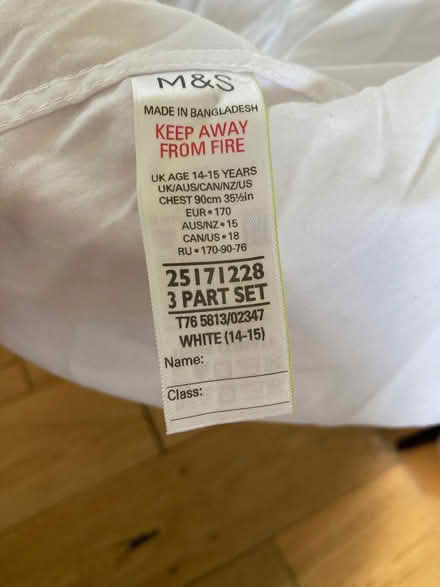 M&S
MADE IN BANGLADESH
KEEP AWAY
FROM FIRE
UK AGE 14-15 YEARS
UK/AUS/CAN/NZ/US
CHEST 90cm 35½in
EUR • 170
AUS/NZ • 15
CAN/US • 18
RU • 170-90-76
25171228
3 PART SET
T76 5813/02347
WHITE (14-15)
Name:
Class: